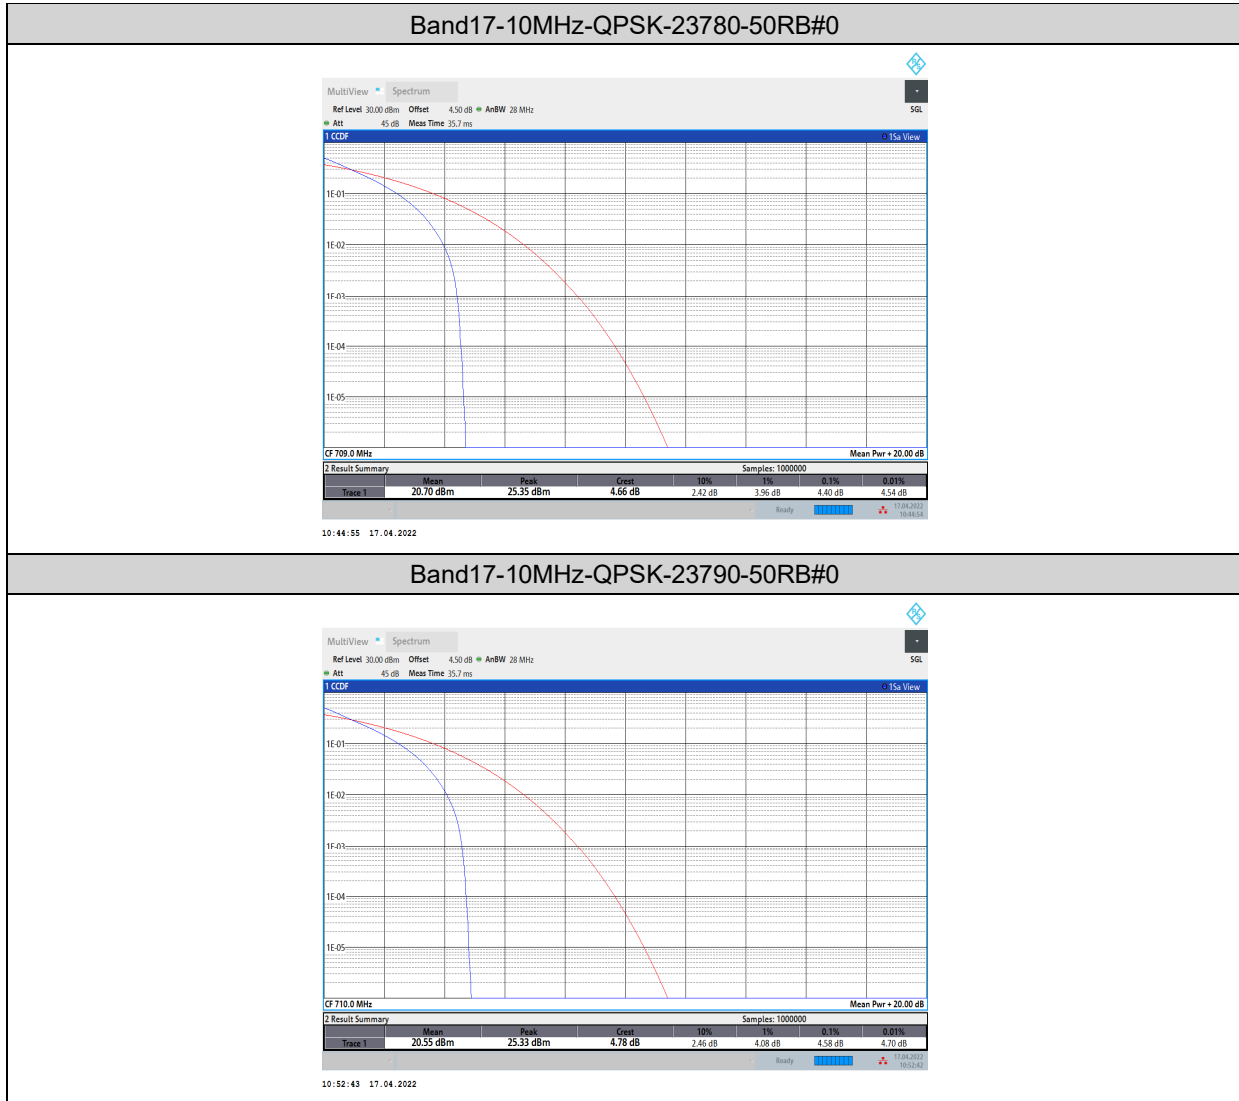 Band17-10MHz-QPSK-23780-50RB#0
MultiView Spectrum
Ref Level 30.00 dBm Offset 4.50 dB AnBW 28 MHz SGL
Att 45 dB Meas Time 35.7 ms
1 CCDF 1Sa View
1E-01
1E-02
1E-03
1E-04
1E-05
CF 709.0 MHz Mean Pwr + 20.00 dB
2 Result Summary Samples: 1000000
Mean Peak Crest 10% 1% 0.1% 0.01%
Trace 1 20.70 dBm 25.35 dBm 4.66 dB 2.42 dB 3.96 dB 4.40 dB 4.54 dB
Ready 17.04.2022
10:44:54
10:44:55 17.04.2022
Band17-10MHz-QPSK-23790-50RB#0
MultiView Spectrum
Ref Level 30.00 dBm Offset 4.50 dB AnBW 28 MHz SGL
Att 45 dB Meas Time 35.7 ms
1 CCDF 1Sa View
1E-01
1E-02
1E-03
1E-04
1E-05
CF 710.0 MHz Mean Pwr + 20.00 dB
2 Result Summary Samples: 1000000
Mean Peak Crest 10% 1% 0.1% 0.01%
Trace 1 20.55 dBm 25.33 dBm 4.78 dB 2.46 dB 4.08 dB 4.58 dB 4.70 dB
Ready 17.04.2022
10:52:42
10:52:43 17.04.2022